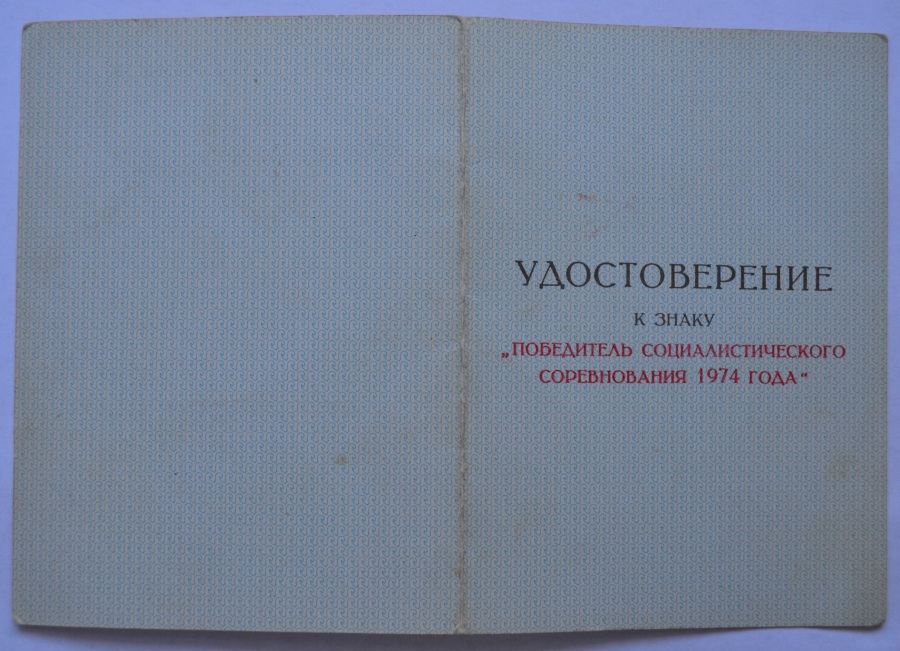 УДОСТОВЕРЕНИЕ
К ЗНАКУ
„ПОБЕДИТЕЛЬ СОЦИАЛИСТИЧЕСКОГО
СОРЕВНОВАНИЯ 1974 ГОДА“